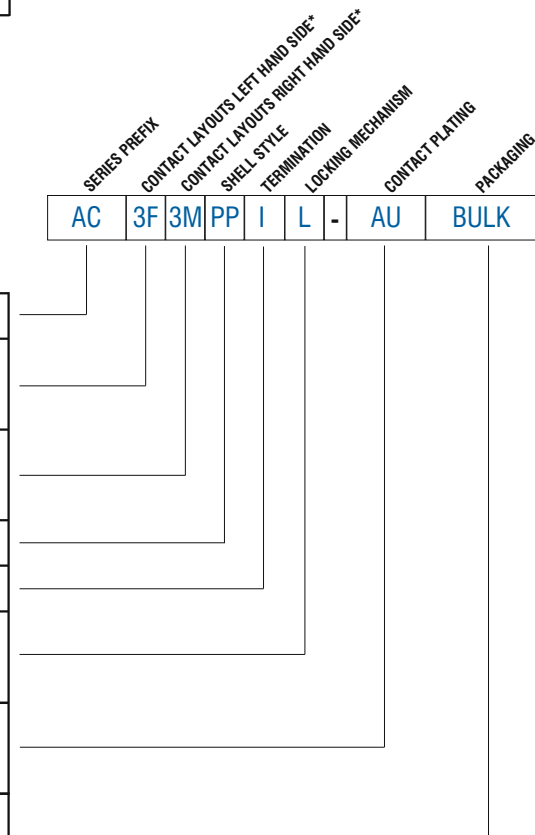 SERIES PREFIX
CONTACT LAYOUTS LEFT HAND SIDE*
CONTACT LAYOUTS RIGHT HAND SIDE*
SHELL STYLE
TERMINATION
LOCKING MECHANISM
CONTACT PLATING
PACKAGING
AC 3F 3M PP I L - AU BULK